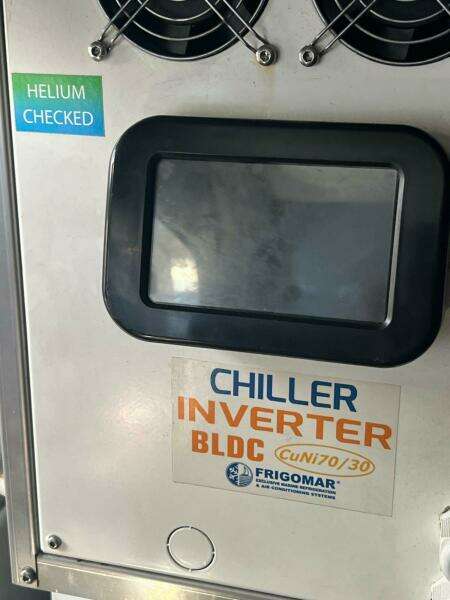 HELIUM
CHECKED
CHILLER
INVERTER
BLDC CuNi70/30
FRIGOMAR®
EXCLUSIVE MARINE REFRIGERATION
& AIR-CONDITIONING SYSTEMS